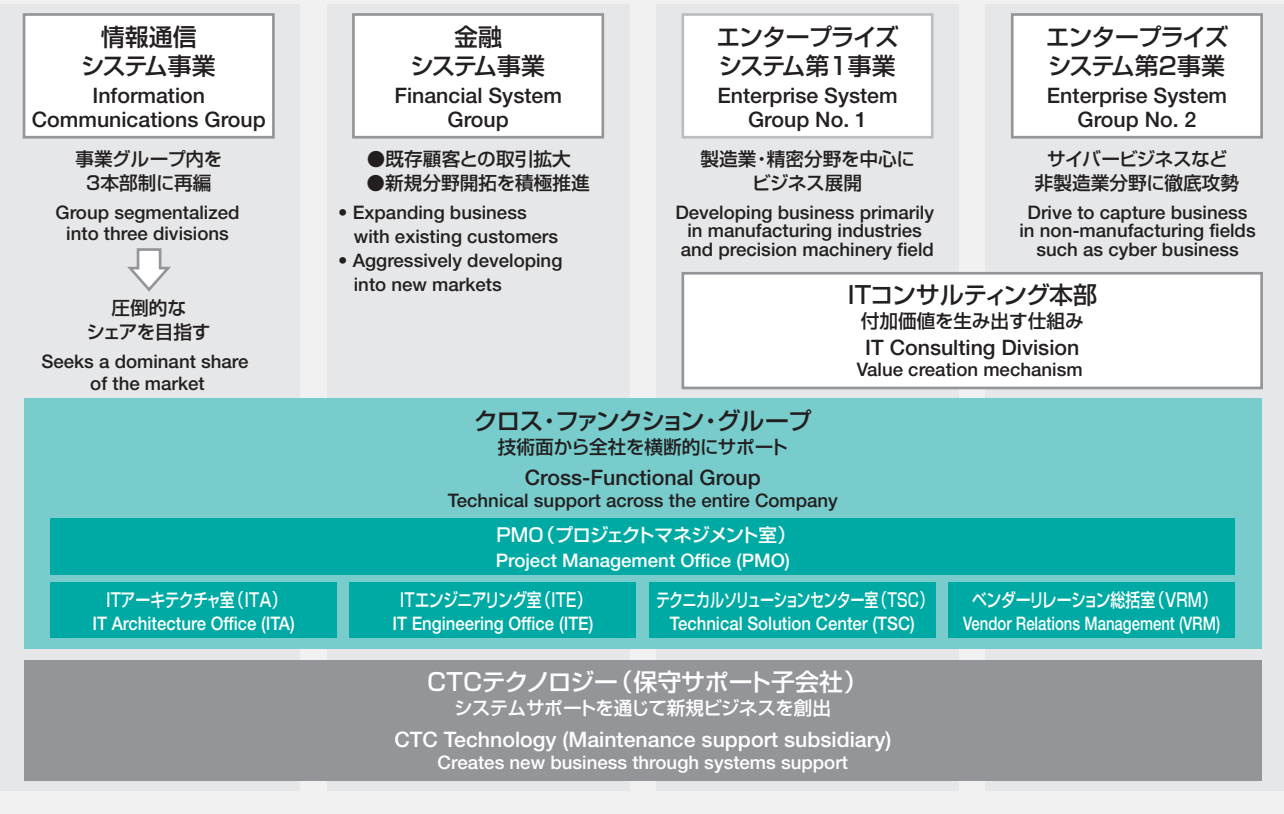 情報通信
システム事業
Information
Communications Group
事業グループ内を
3本部制に再編
Group segmentalized
into three divisions
圧倒的な
シェアを目指す
Seeks a dominant share
of the market
金融
システム事業
Financial System
Group
●既存顧客との取引拡大
●新規分野開拓を積極推進
• Expanding business
with existing customers
• Aggressively developing
into new markets
エンタープライズ
システム第1事業
Enterprise System
Group No. 1
製造業・精密分野を中心に
ビジネス展開
Developing business primarily
in manufacturing industries
and precision machinery field
エンタープライズ
システム第2事業
Enterprise System
Group No. 2
サイバービジネスなど
非製造業分野に徹底攻勢
Drive to capture business
in non-manufacturing fields
such as cyber business
ITコンサルティング本部
付加価値を生み出す仕組み
IT Consulting Division
Value creation mechanism
クロス・ファンクション・グループ
技術面から全社を横断的にサポート
Cross-Functional Group
Technical support across the entire Company
PMO（プロジェクトマネジメント室）
Project Management Office (PMO)
ITアーキテクチャ室（ITA）
IT Architecture Office (ITA)
ITエンジニアリング室（ITE）
IT Engineering Office (ITE)
テクニカルソリューションセンター室（TSC）
Technical Solution Center (TSC)
ベンダーリレーション総括室（VRM）
Vendor Relations Management (VRM)
CTCテクノロジー（保守サポート子会社）
システムサポートを通じて新規ビジネスを創出
CTC Technology (Maintenance support subsidiary)
Creates new business through systems support